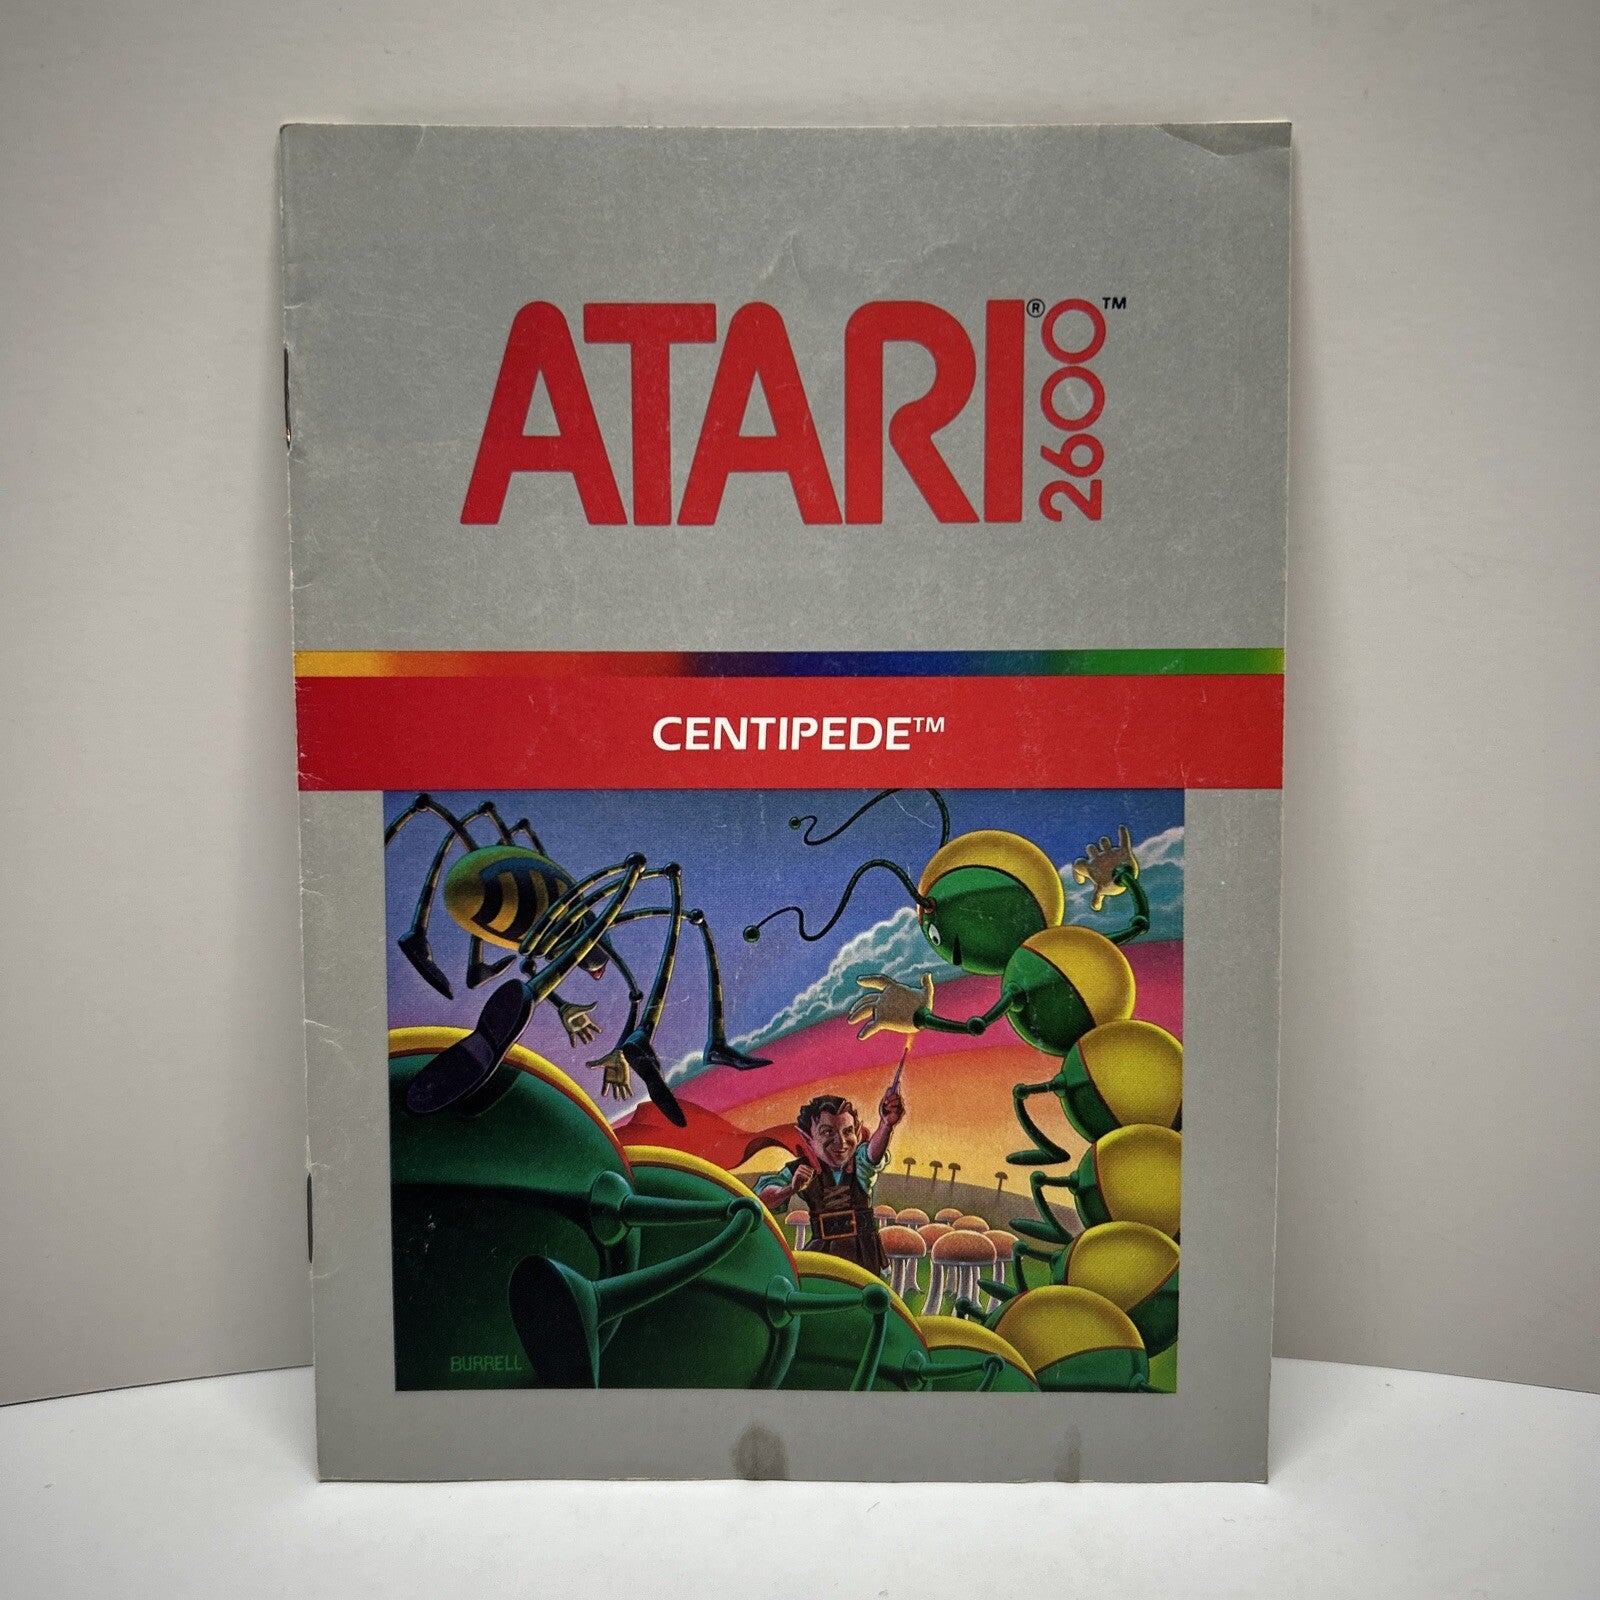 ATARI® 2600™
CENTIPEDE™
BURRELL